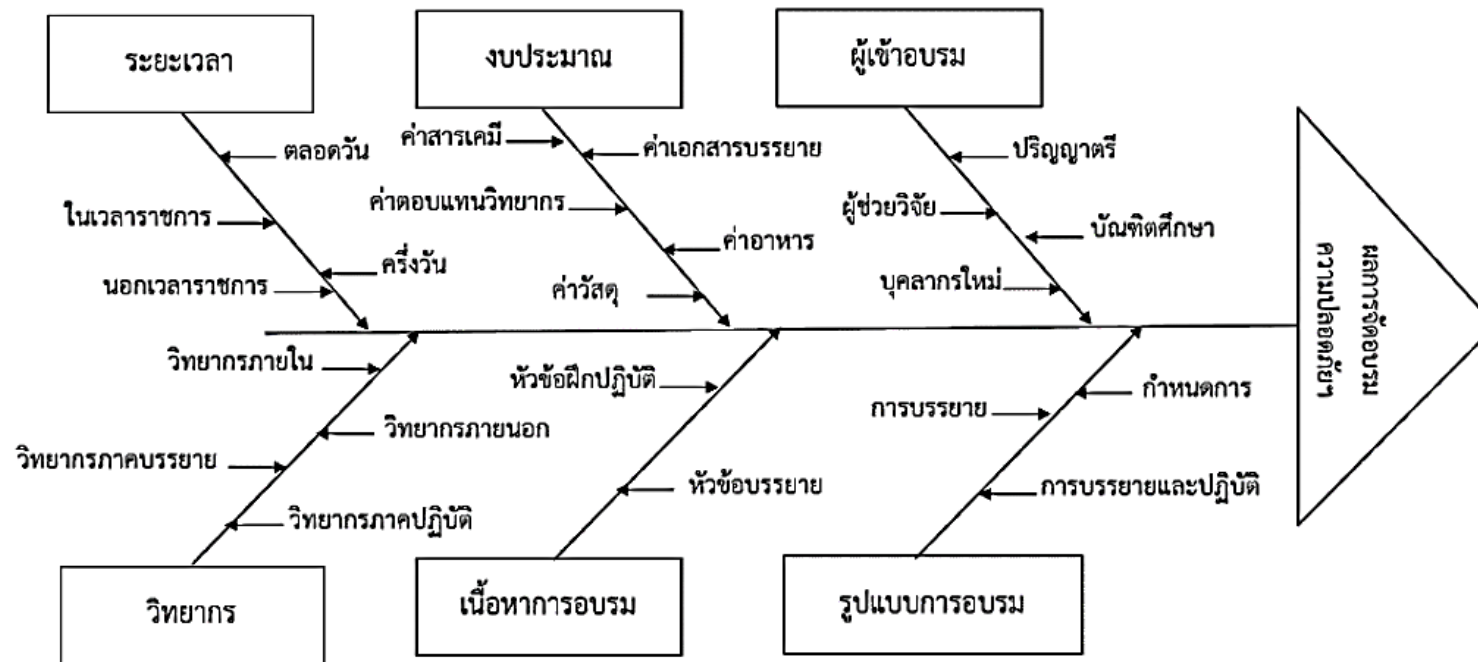 ระยะเวลา
งบประมาณ
ผู้เข้าอบรม
ตลอดวัน
ในเวลาราชการ
ครึ่งวัน
นอกเวลาราชการ
ค่าสารเคมี
ค่าเอกสารบรรยาย
ค่าตอบแทนวิทยากร
ค่าอาหาร
ค่าวัสดุ
ปริญญาตรี
ผู้ช่วยวิจัย
บัณฑิตศึกษา
บุคลากรใหม่
ผลการจัดอบรม
ความปลอดภัยฯ
วิทยากรภายใน
วิทยากรภายนอก
วิทยากรภาคบรรยาย
วิทยากรภาคปฏิบัติ
หัวข้อฝึกปฏิบัติ
หัวข้อบรรยาย
กำหนดการ
การบรรยาย
การบรรยายและปฏิบัติ
วิทยากร
เนื้อหาการอบรม
รูปแบบการอบรม